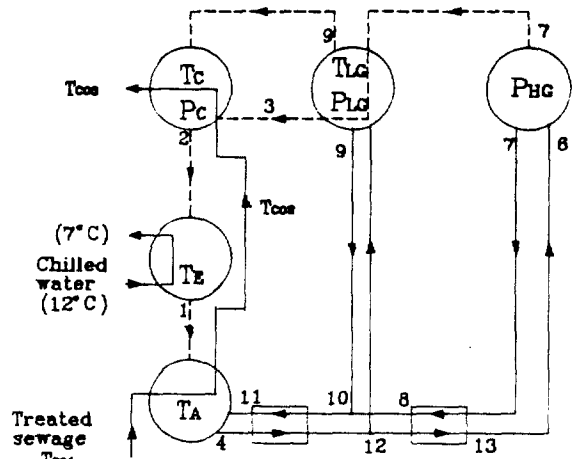 9' 7
TC TLG
Tcos PC 3 PLG PHG
2 9 7 6
(7°C) Tcow
Chilled
water TE
(12°C) 1
11 10 8
TA
4 12 13
Treated
sewage